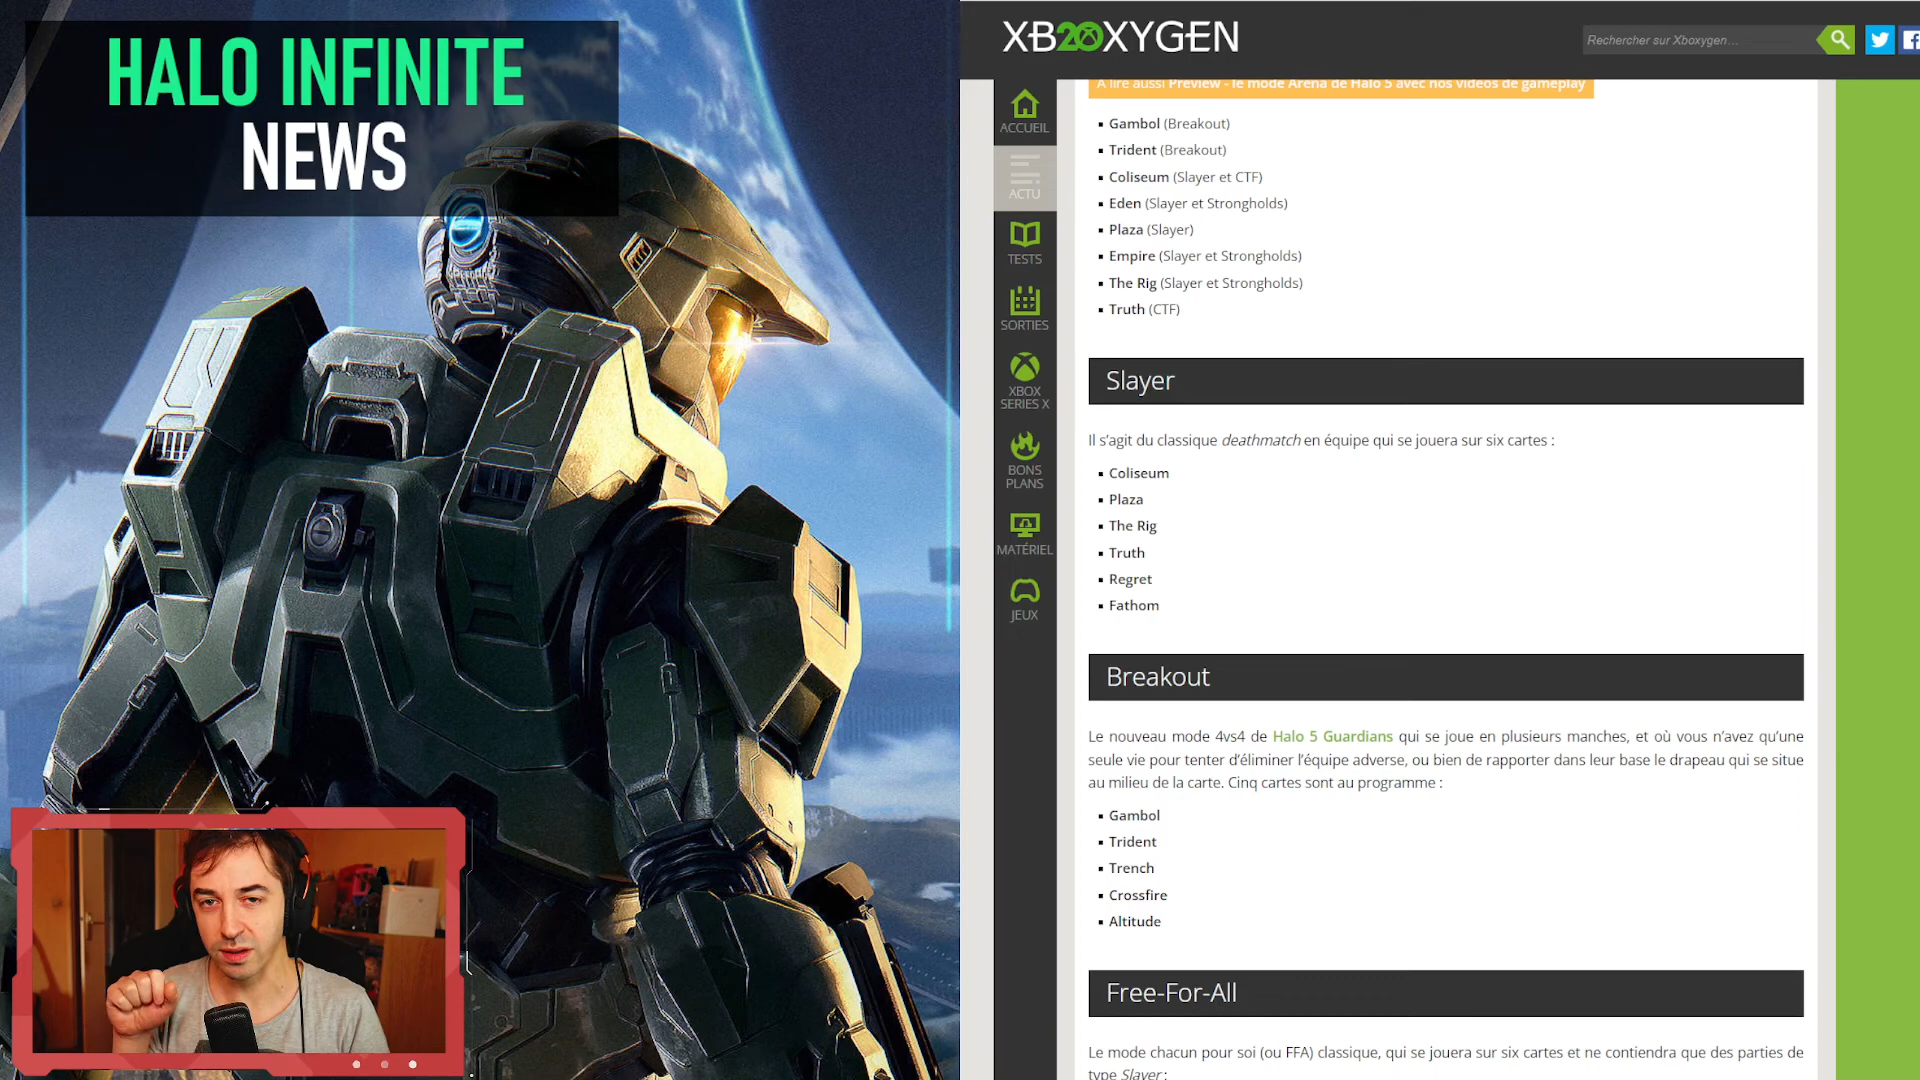 HALO INFINITE
NEWS
XB20XYGEN
Rechercher sur Xboxygen...
ACCUEIL
ACTU
TESTS
SORTIES
XBOX
SERIES X
BONS
PLANS
MATÉRIEL
JEUX
A lire aussi Preview - le mode Arena de Halo 5 avec nos vidéos de gameplay
▪ Gambol (Breakout)
▪ Trident (Breakout)
▪ Coliseum (Slayer et CTF)
▪ Eden (Slayer et Strongholds)
▪ Plaza (Slayer)
▪ Empire (Slayer et Strongholds)
▪ The Rig (Slayer et Strongholds)
▪ Truth (CTF)
Slayer
Il s’agit du classique deathmatch en équipe qui se jouera sur six cartes :
▪ Coliseum
▪ Plaza
▪ The Rig
▪ Truth
▪ Regret
▪ Fathom
Breakout
Le nouveau mode 4vs4 de Halo 5 Guardians qui se joue en plusieurs manches, et où vous n’avez qu’une
seule vie pour tenter d’éliminer l’équipe adverse, ou bien de rapporter dans leur base le drapeau qui se situe
au milieu de la carte. Cinq cartes sont au programme :
▪ Gambol
▪ Trident
▪ Trench
▪ Crossfire
▪ Altitude
Free-For-All
Le mode chacun pour soi (ou FFA) classique, qui se jouera sur six cartes et ne contiendra que des parties de
type Slayer :